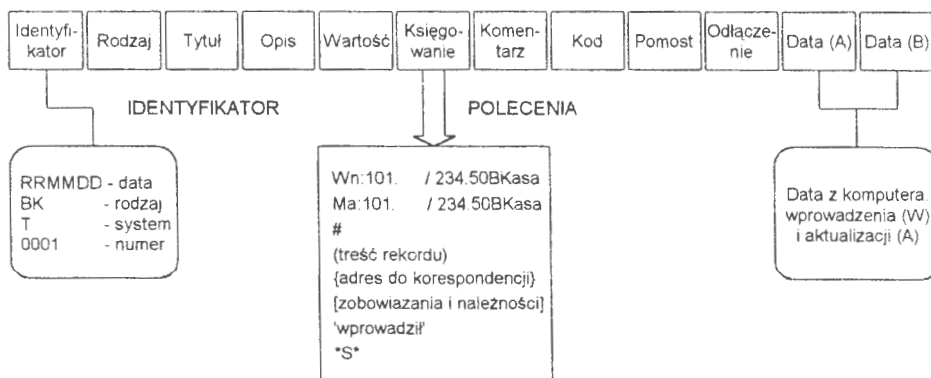 Identyfi-
kator
Rodzaj
Tytuł
Opis
Wartość
Księgo-
wanie
Komen-
tarz
Kod
Pomost
Odłącze-
nie
Data (A)
Data (B)
IDENTYFIKATOR
POLECENIA
RRMMDD - data
BK - rodzaj
T - system
0001 - numer
Wn:101. / 234.50BKasa
Ma:101. / 234.50BKasa
#
(treść rekordu)
{adres do korespondencji}
[zobowiazania i należności]
'wprowadził'
*S*
Data z komputera.
wprowadzenia (W)
i aktualizacji (A)